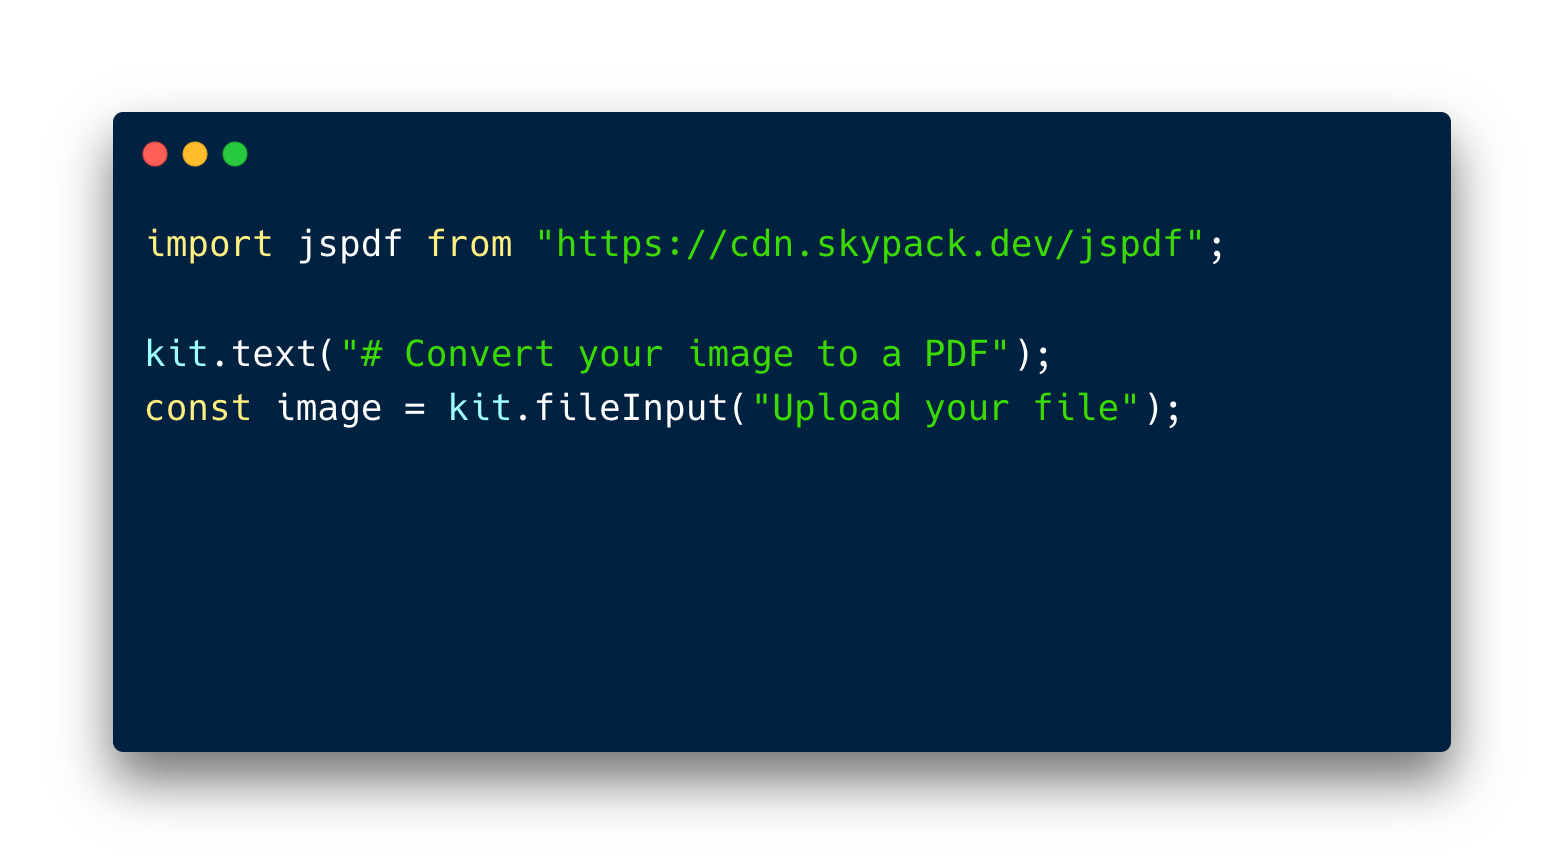 import jspdf from "https://cdn.skypack.dev/jspdf";
kit.text("# Convert your image to a PDF");
const image = kit.fileInput("Upload your file");